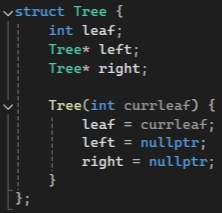 struct Tree {
    int leaf;
    Tree* left;
    Tree* right;

    Tree(int currleaf) {
        leaf = currleaf;
        left = nullptr;
        right = nullptr;
    }
};